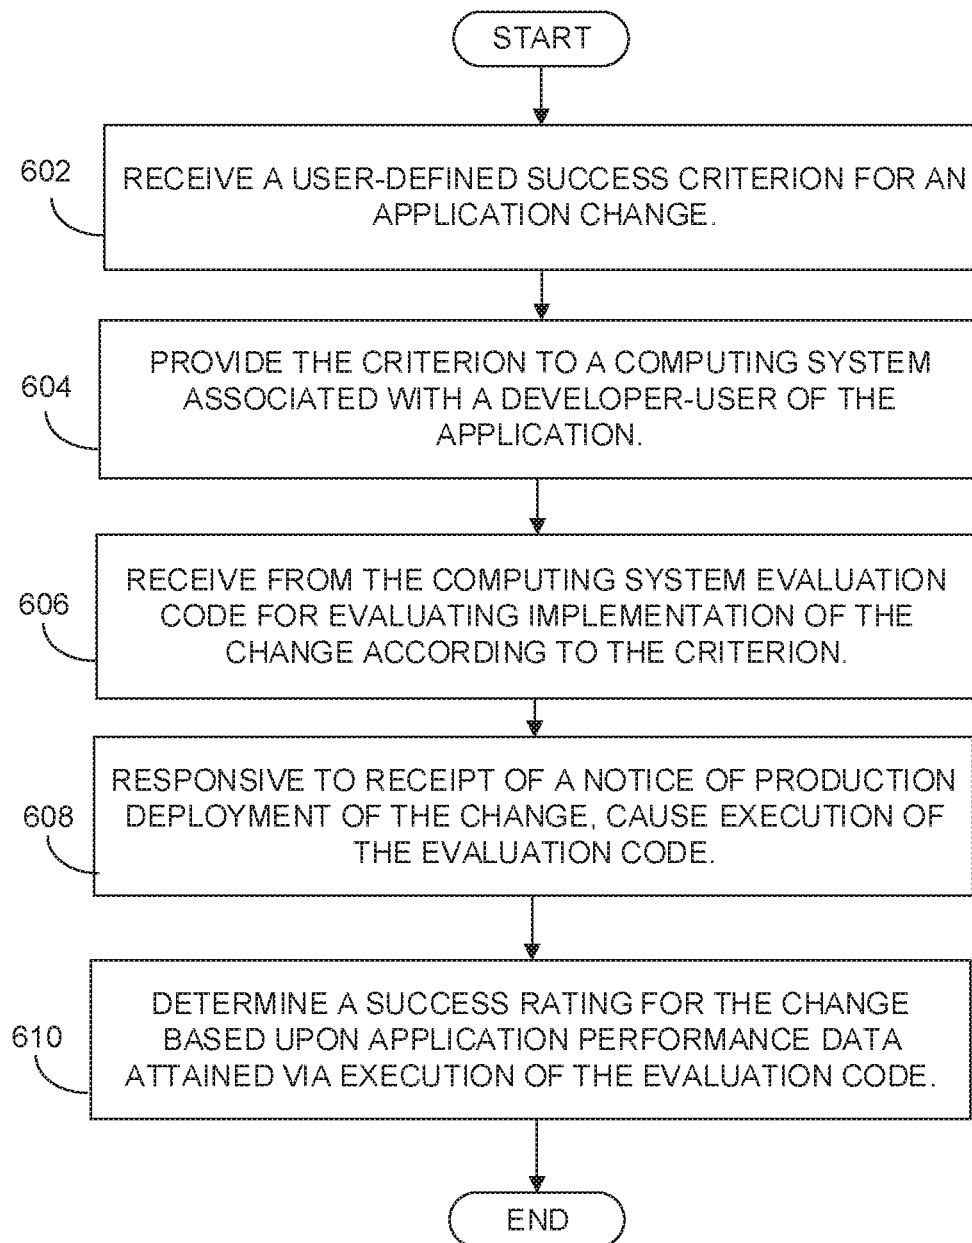 START
602
RECEIVE A USER-DEFINED SUCCESS CRITERION FOR AN
APPLICATION CHANGE.
604
PROVIDE THE CRITERION TO A COMPUTING SYSTEM
ASSOCIATED WITH A DEVELOPER-USER OF THE
APPLICATION.
606
RECEIVE FROM THE COMPUTING SYSTEM EVALUATION
CODE FOR EVALUATING IMPLEMENTATION OF THE
CHANGE ACCORDING TO THE CRITERION.
608
RESPONSIVE TO RECEIPT OF A NOTICE OF PRODUCTION
DEPLOYMENT OF THE CHANGE, CAUSE EXECUTION OF
THE EVALUATION CODE.
610
DETERMINE A SUCCESS RATING FOR THE CHANGE
BASED UPON APPLICATION PERFORMANCE DATA
ATTAINED VIA EXECUTION OF THE EVALUATION CODE.
END